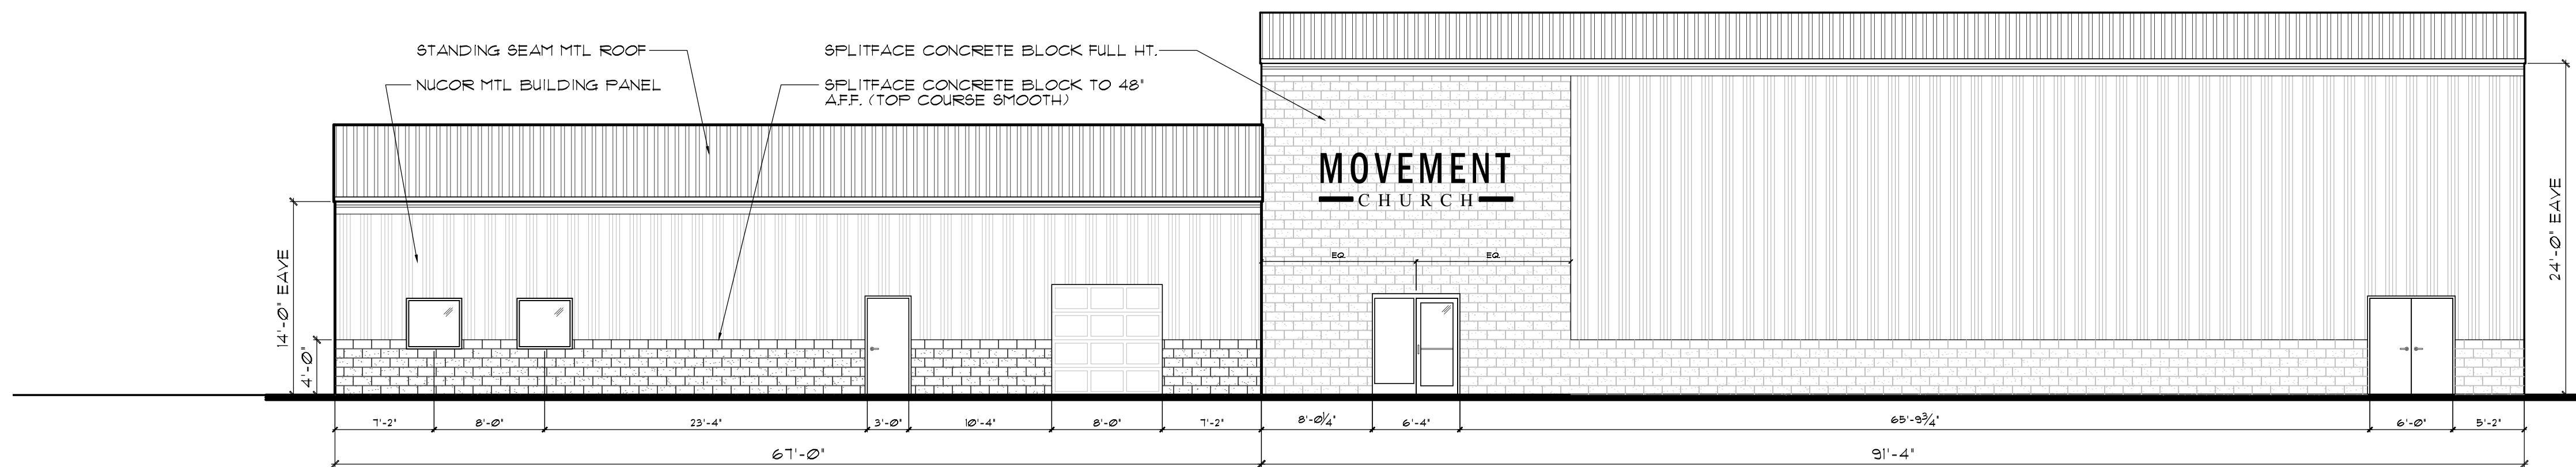 STANDING SEAM MTL ROOF
NUCOR MTL BUILDING PANEL
SPLITFACE CONCRETE BLOCK FULL HT.
SPLITFACE CONCRETE BLOCK TO 48"
A.F.F. (TOP COURSE SMOOTH)
MOVEMENT
CHURCH
EQ EQ
14'-0" EAVE
4'-0"
24'-0" EAVE
7'-2" 8'-0" 23'-4" 3'-0" 10'-4" 8'-0" 7'-2" 8'-0¼" 6'-4" 65'-9¾" 6'-0" 5'-2"
67'-0" 91'-4"